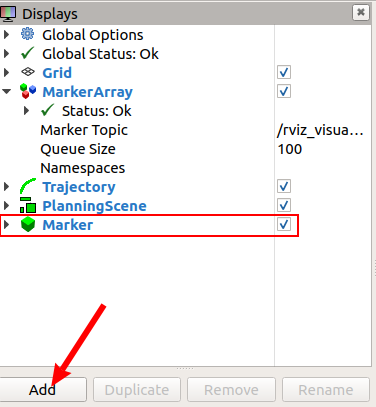 Displays
Global Options
Global Status: Ok
Grid
MarkerArray
Status: Ok
Marker Topic /rviz_visua...
Queue Size 100
Namespaces
Trajectory
PlanningScene
Marker
Add Duplicate Remove Rename